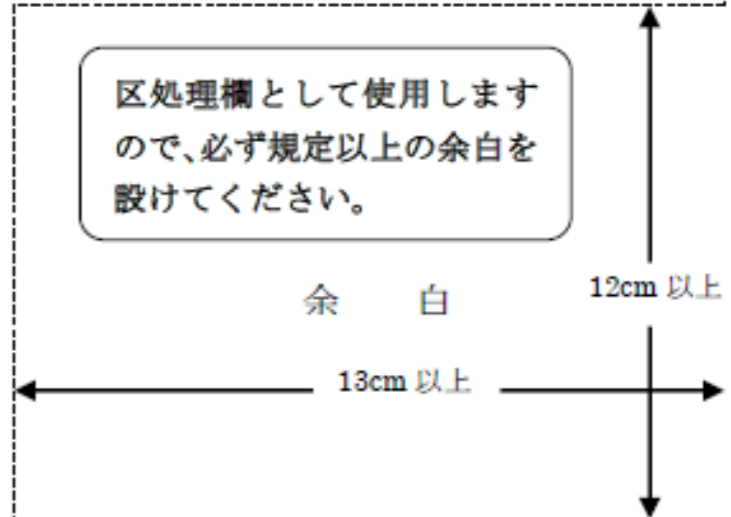 区処理欄として使用します
ので、必ず規定以上の余白を
設けてください。
12cm 以上
余　　白
13cm 以上